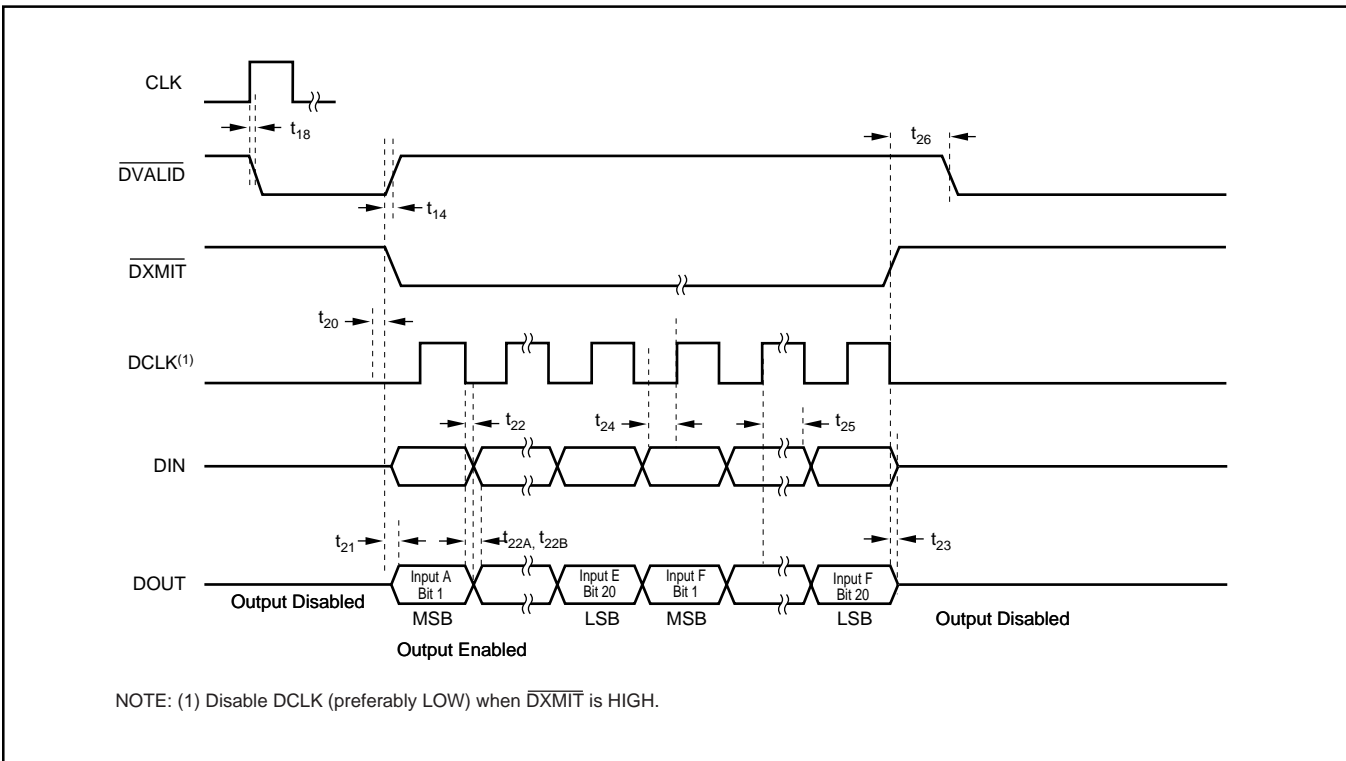 CLK
t18
DVALID
t26
t14
DXMIT
t20
DCLK(1)
t22
t24
t25
DIN
t21
t22A, t22B
t23
DOUT
Input A
Bit 1
Input E
Bit 20
Input F
Bit 1
Input F
Bit 20
Output Disabled
MSB
LSB
MSB
LSB
Output Disabled
Output Enabled
NOTE: (1) Disable DCLK (preferably LOW) when DXMIT is HIGH.